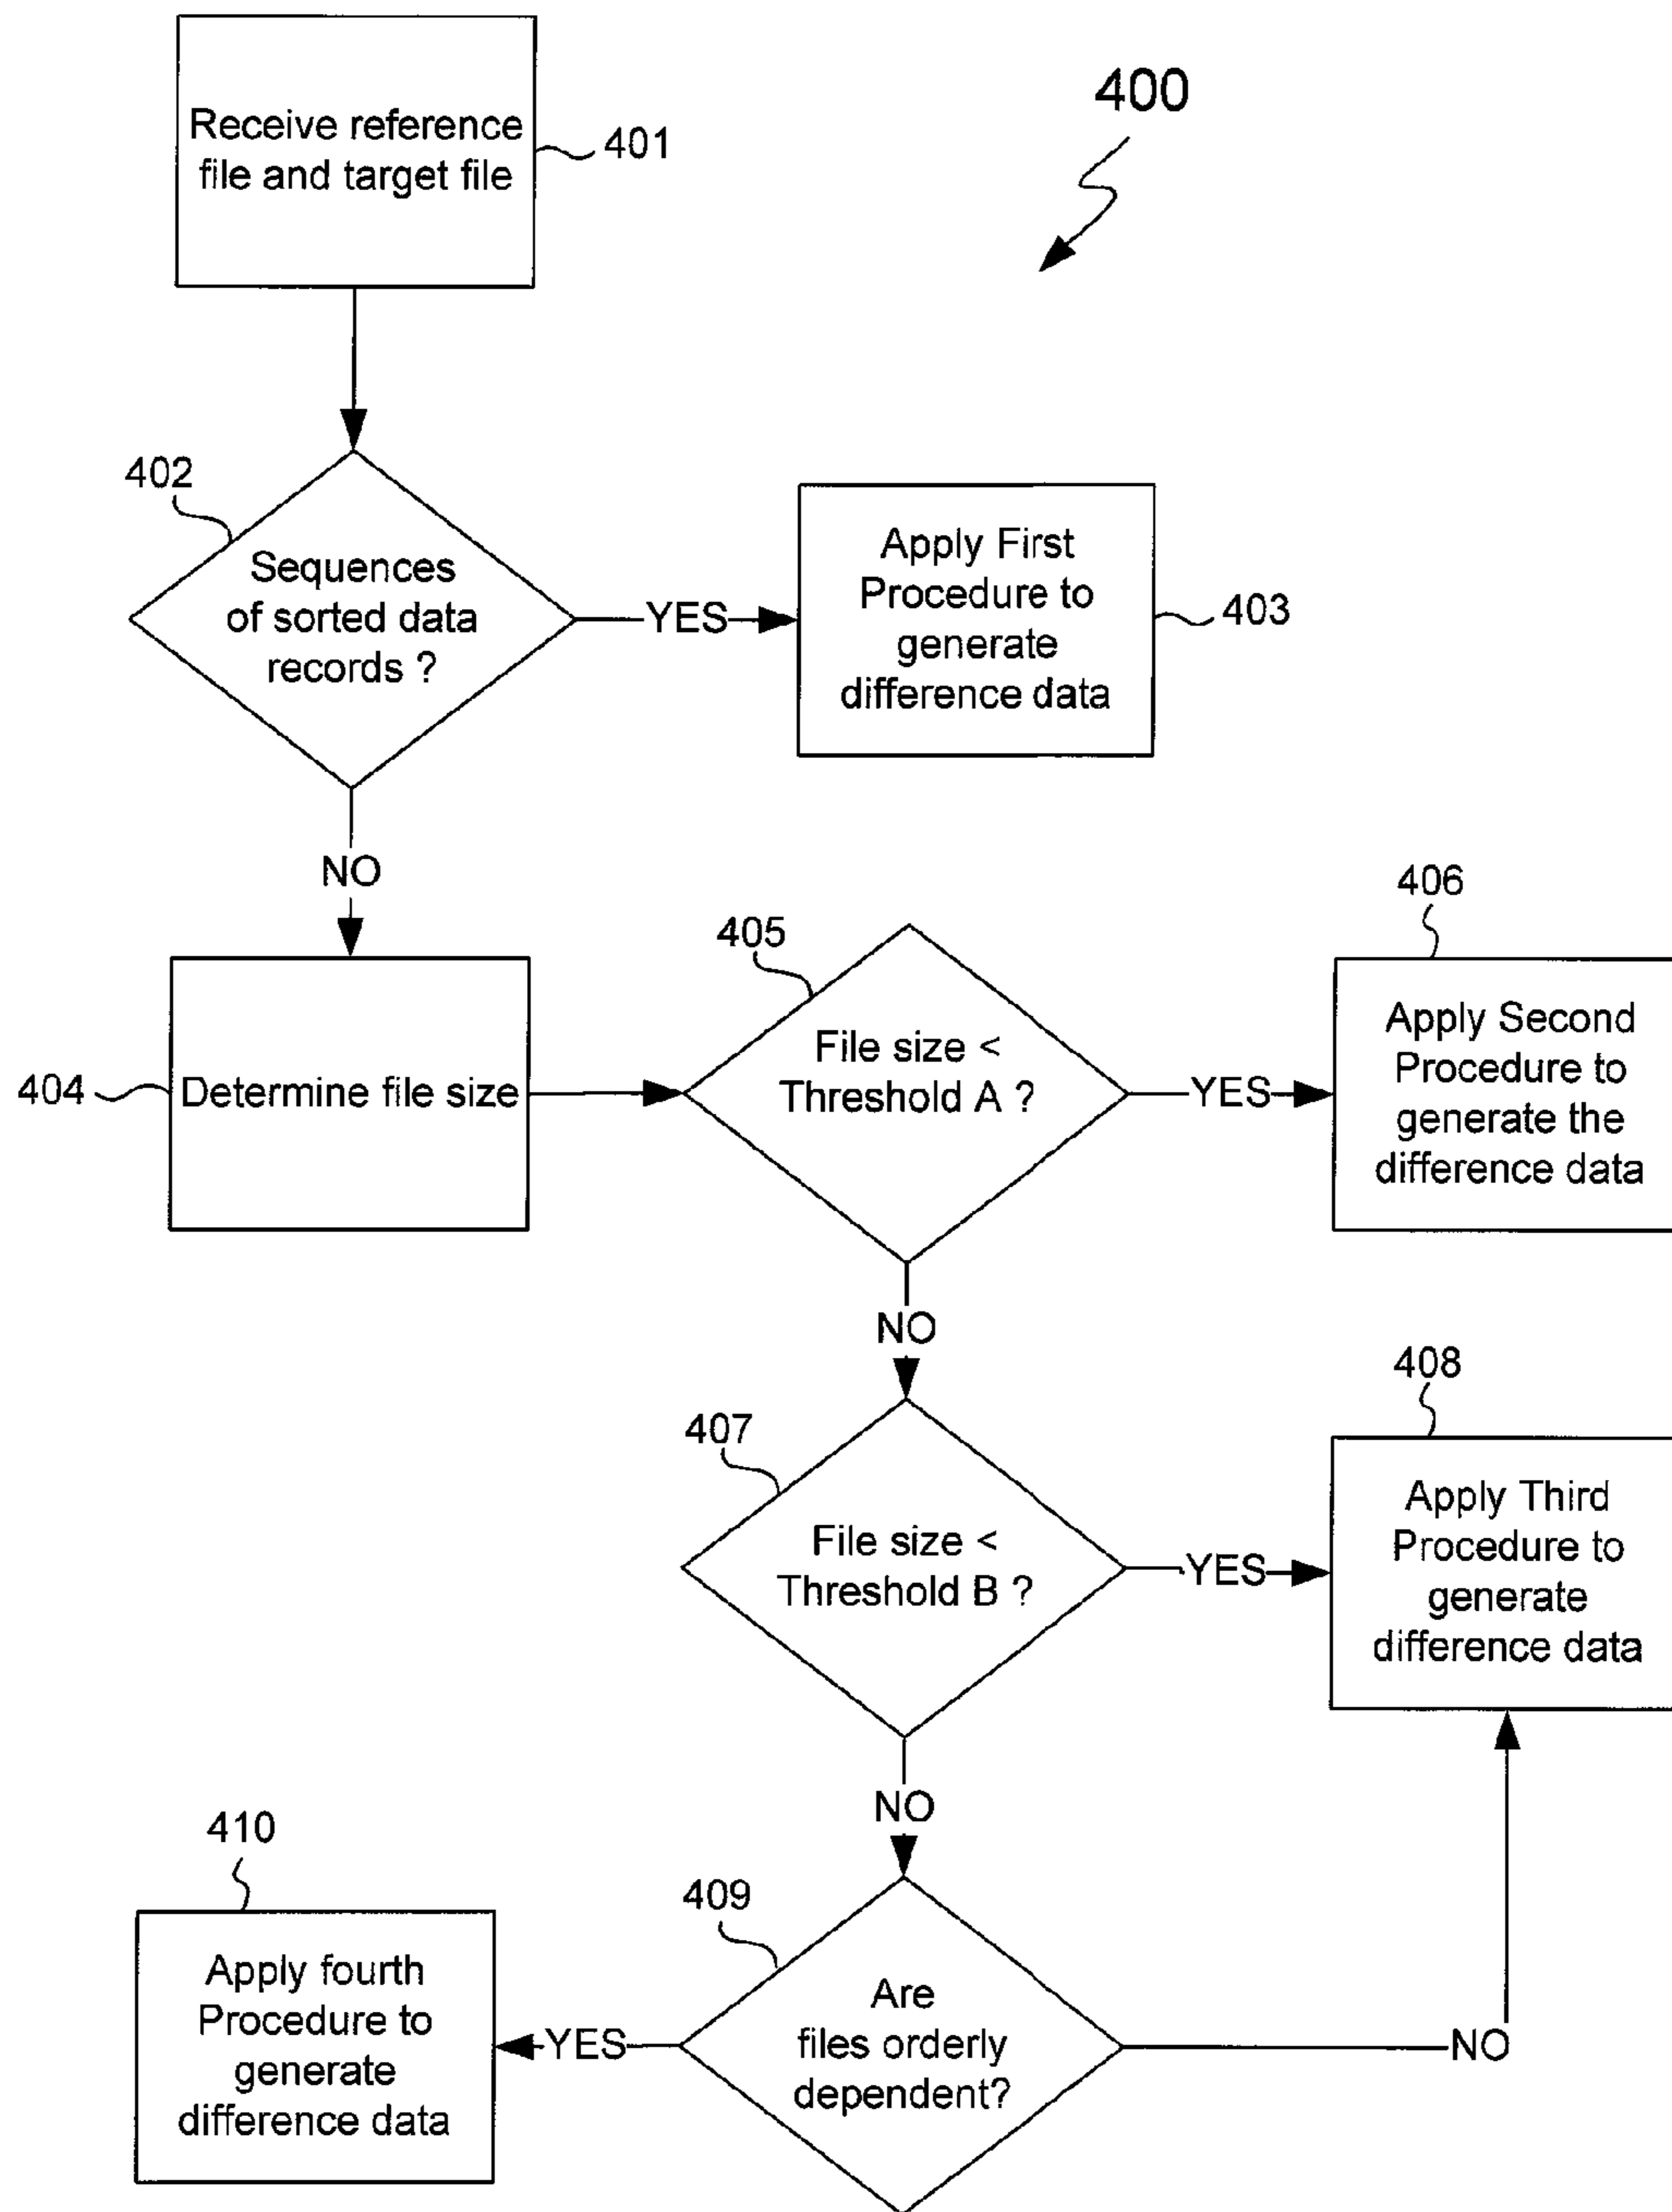 Receive reference
file and target file
401
400
402
Sequences
of sorted data
records ?
YES
Apply First
Procedure to
generate
difference data
403
NO
404
Determine file size
405
File size <
Threshold A ?
YES
406
Apply Second
Procedure to
generate the
difference data
NO
407
File size <
Threshold B ?
YES
408
Apply Third
Procedure to
generate
difference data
NO
409
Are
files orderly
dependent?
YES
NO
410
Apply fourth
Procedure to
generate
difference data